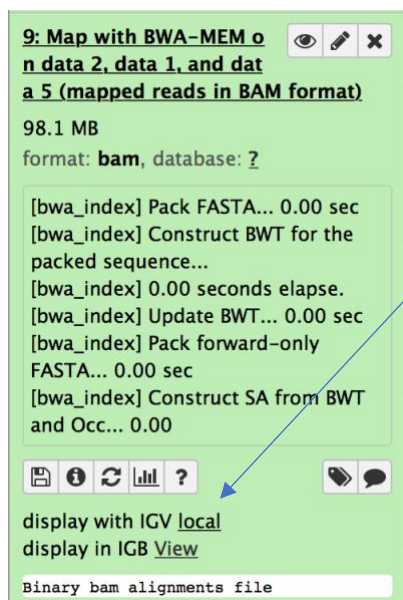 9: Map with BWA-MEM o
n data 2, data 1, and dat
a 5 (mapped reads in BAM format)
98.1 MB
format: bam, database: ?
[bwa_index] Pack FASTA... 0.00 sec
[bwa_index] Construct BWT for the
packed sequence...
[bwa_index] 0.00 seconds elapse.
[bwa_index] Update BWT... 0.00 sec
[bwa_index] Pack forward-only
FASTA... 0.00 sec
[bwa_index] Construct SA from BWT
and Occ... 0.00
?
display with IGV local
display in IGB View
Binary bam alignments file